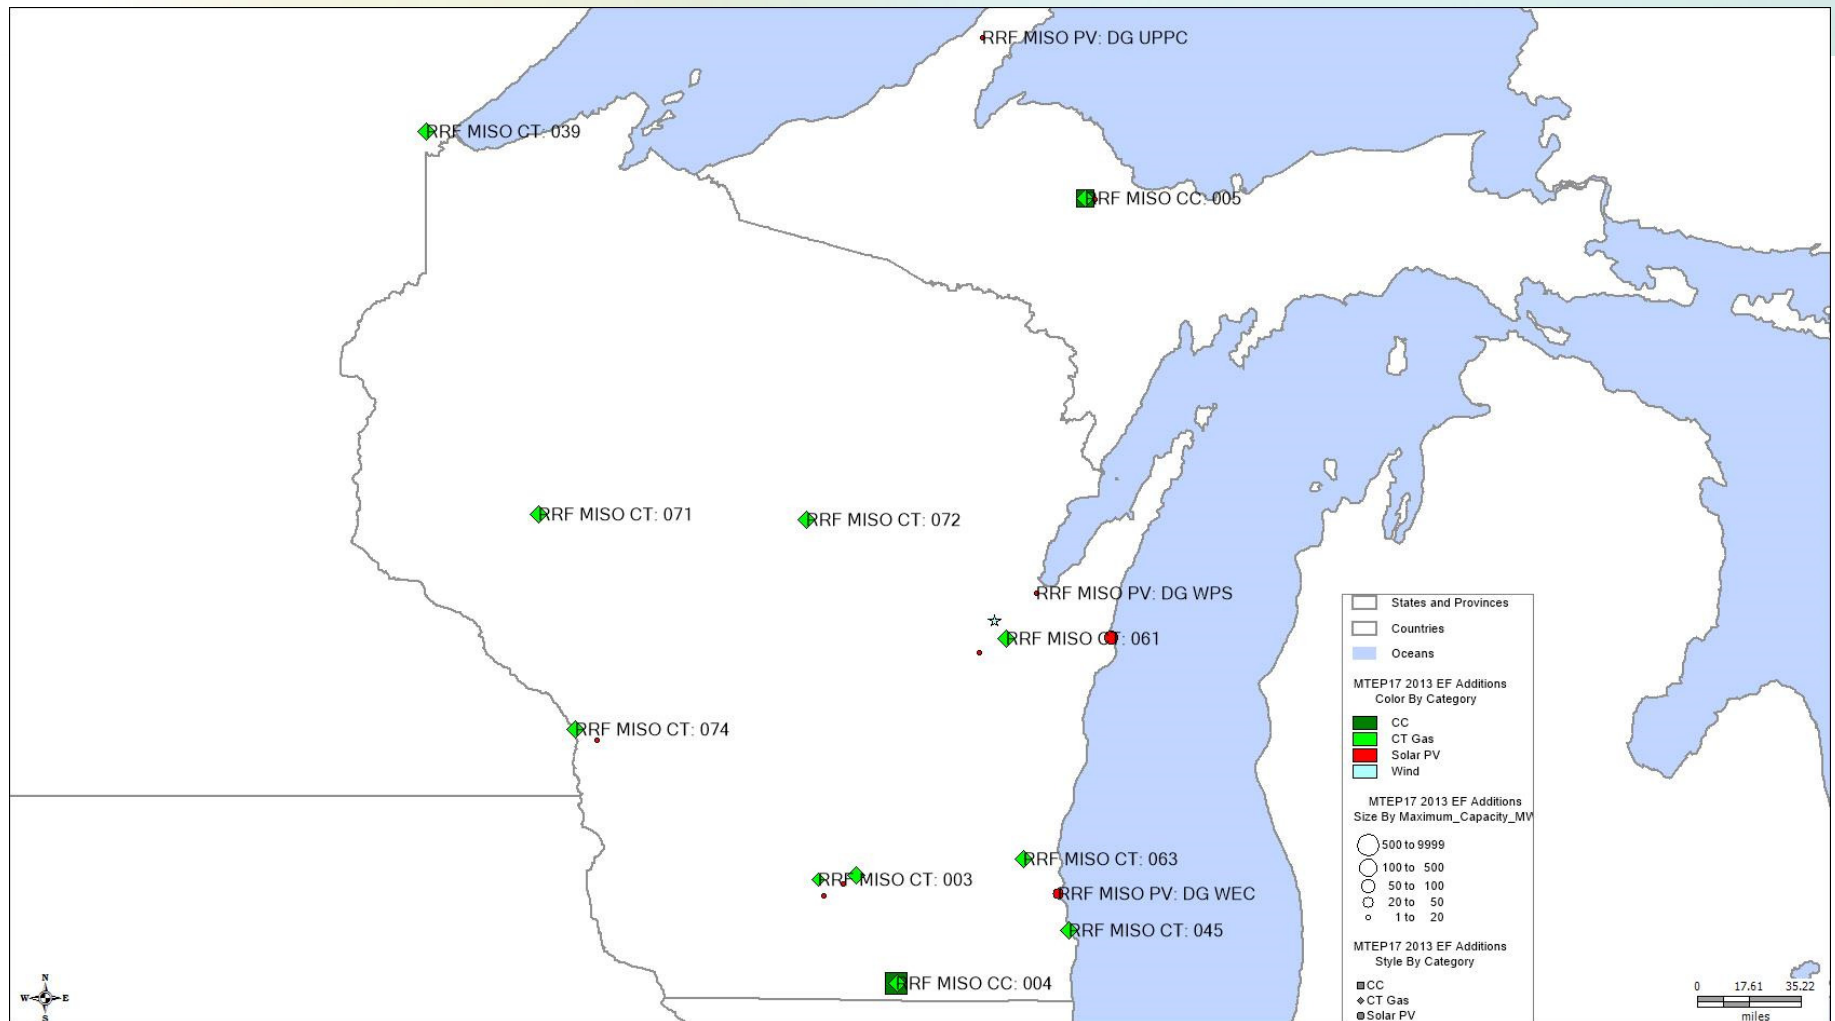 RRF MISO PV: DG UPPC
RRF MISO CT: 039
RRF MISO CC: 005
RRF MISO CT: 071
RRF MISO CT: 072
RRF MISO PV: DG WPS
RRF MISO CT: 061
RRF MISO CT: 074
RRF MISO CT: 063
RRF MISO CT: 003
RRF MISO PV: DG WEC
RRF MISO CT: 045
RRF MISO CC: 004
States and Provinces
Countries
Oceans
MTEP17 2013 EF Additions
Color By Category
CC
CT Gas
Solar PV
Wind
MTEP17 2013 EF Additions
Size By Maximum_Capacity_MW
500 to 9999
100 to 500
50 to 100
20 to 50
1 to 20
MTEP17 2013 EF Additions
Style By Category
CC
CT Gas
Solar PV
N
W E
S
0 17.61 35.22
miles